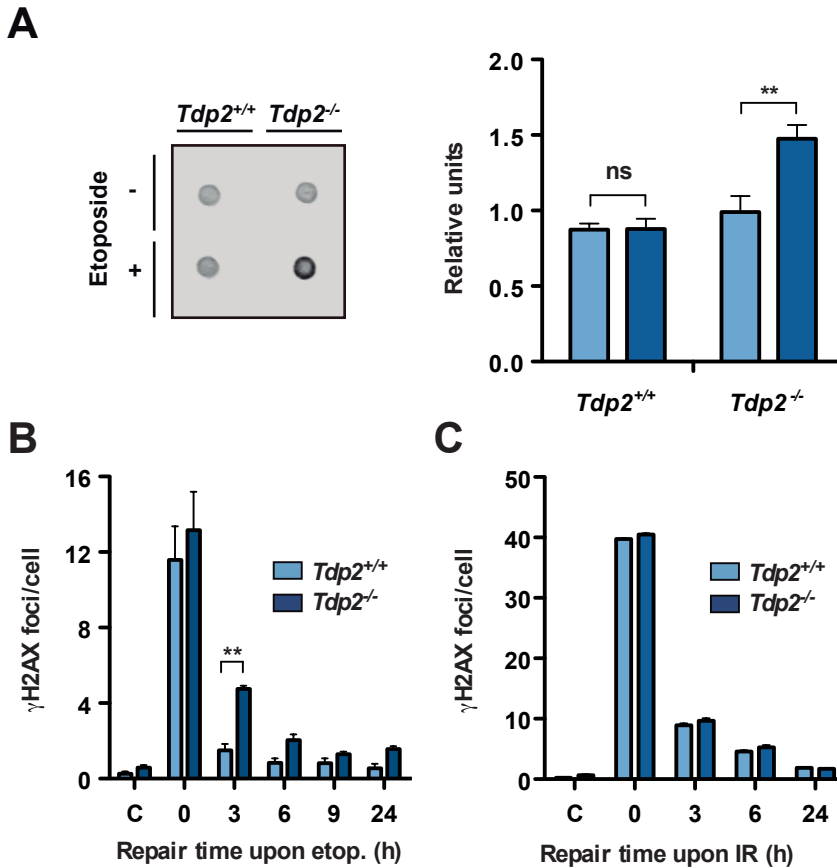 A
Tdp2+/+ Tdp2-/-
Etoposide
-
+
Relative units
2.0
1.5
1.0
0.5
0.0
ns
**
Tdp2+/+ Tdp2-/-
B
γH2AX foci/cell
16
12
8
4
0
**
Tdp2+/+
Tdp2-/-
C 0 3 6 9 24
Repair time upon etop. (h)
C
γH2AX foci/cell
50
40
30
20
10
0
Tdp2+/+
Tdp2-/-
C 0 3 6 24
Repair time upon IR (h)